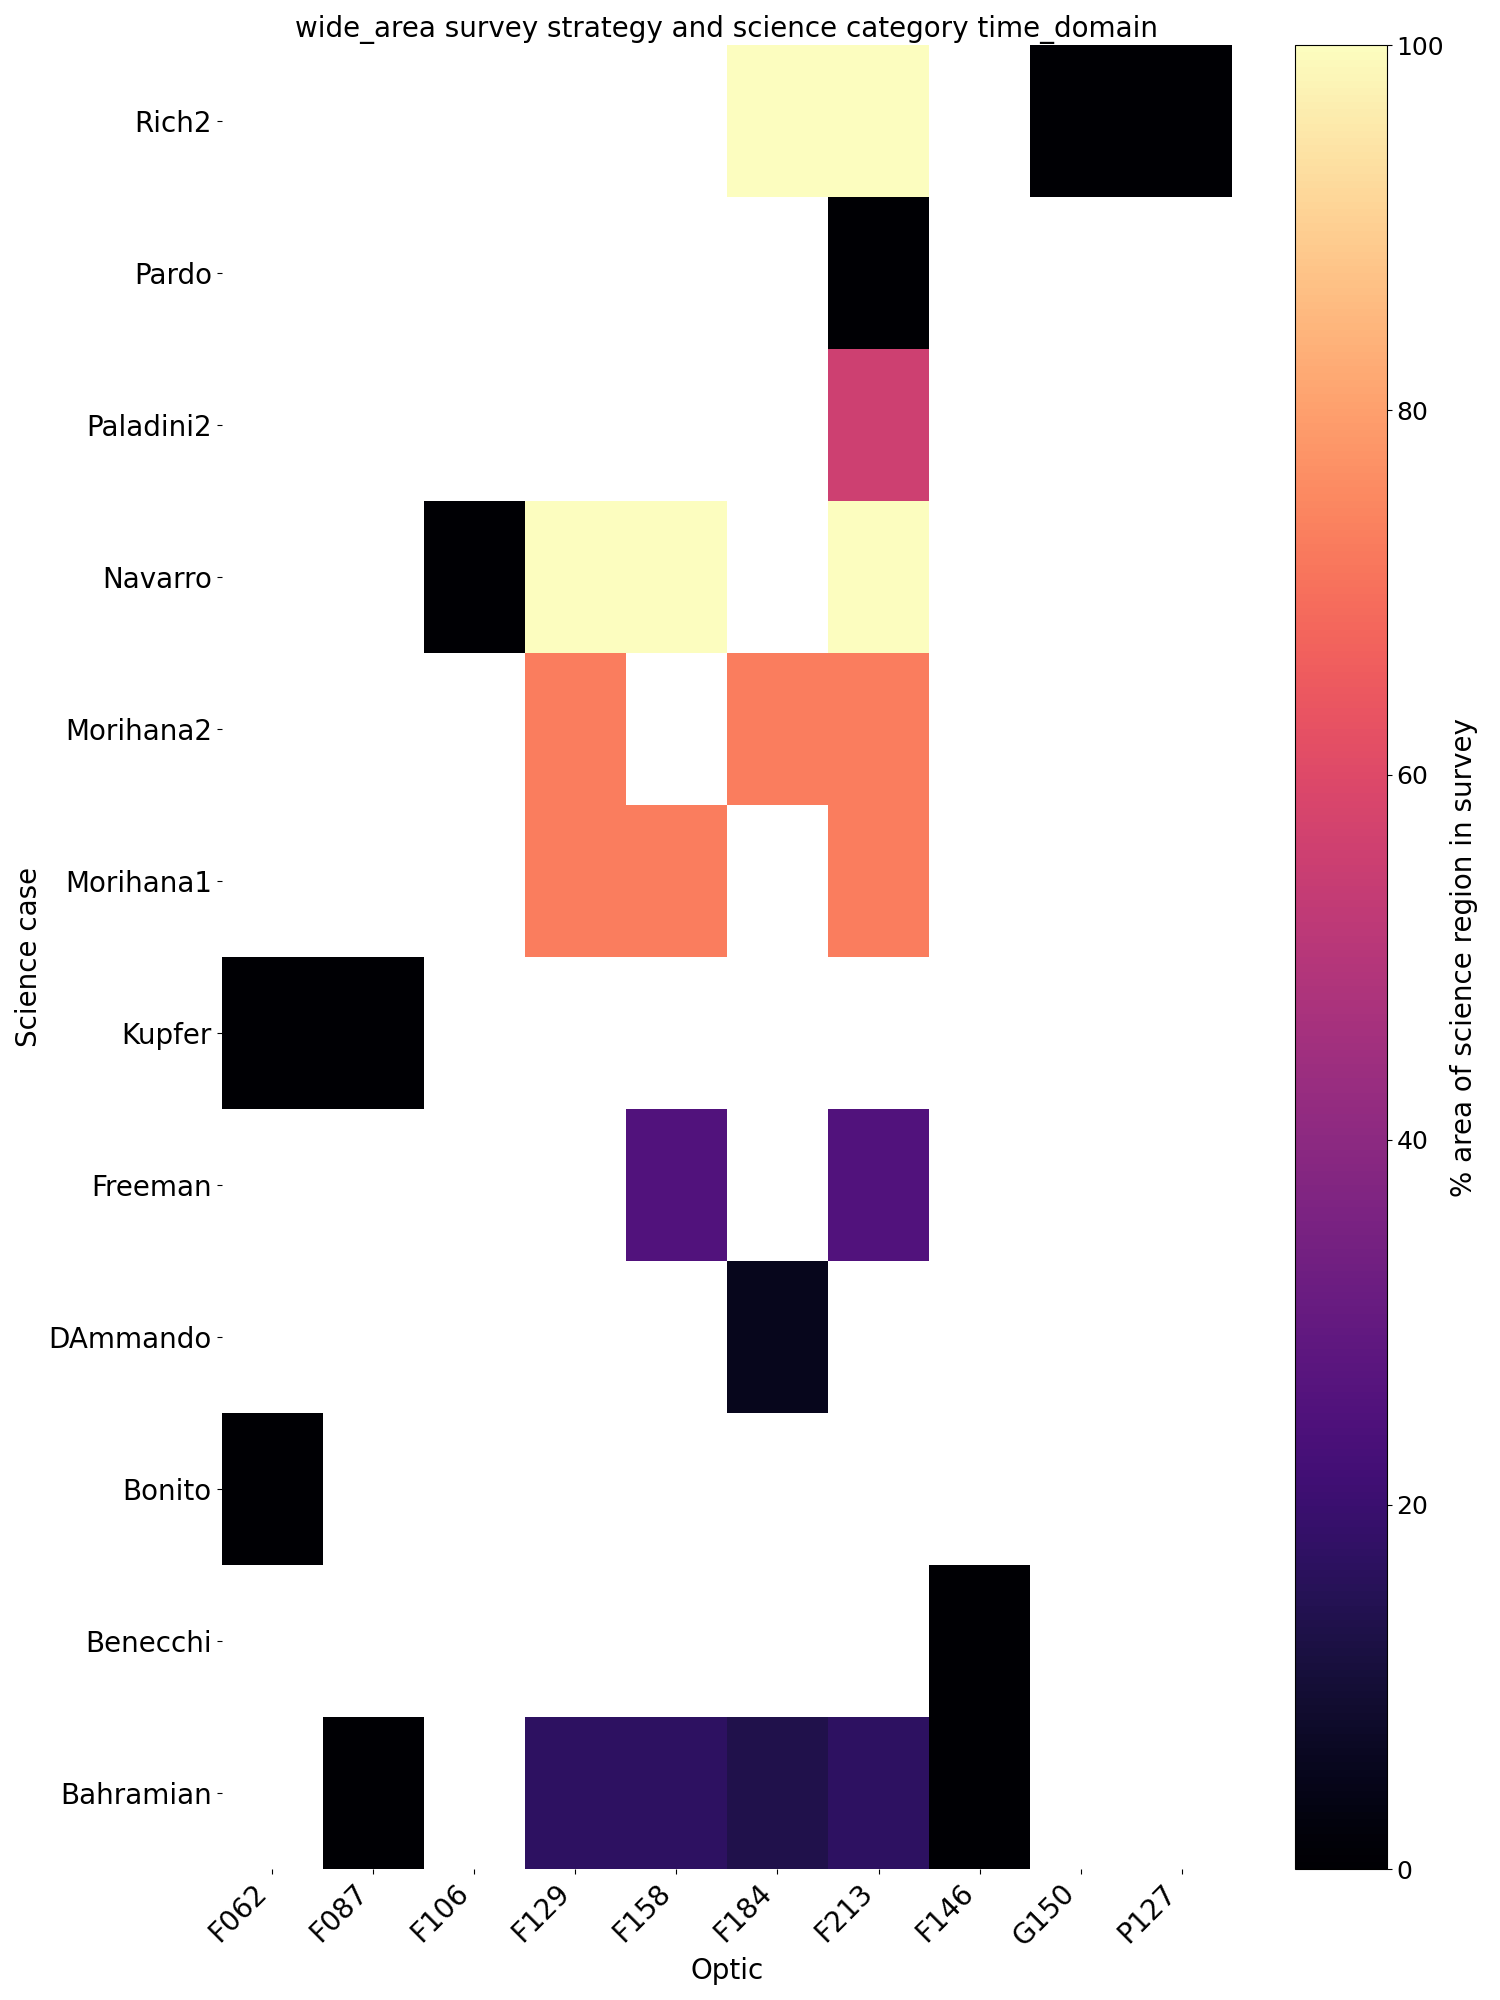 wide_area survey strategy and science category time_domain
Rich2
Pardo
Paladini2
Navarro
Morihana2
Morihana1
Kupfer
Freeman
DAmmando
Bonito
Benecchi
Bahramian
Science case
F062
F087
F106
F129
F158
F184
F213
F146
G150
P127
Optic
100
80
60
40
20
0
% area of science region in survey